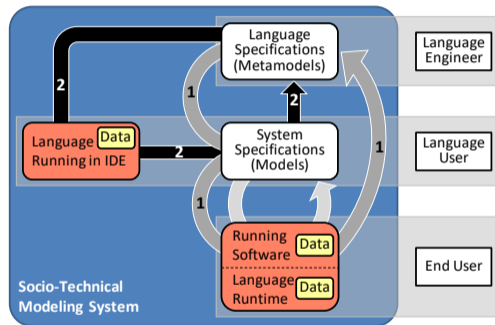 Language
Specifications
(Metamodels)
Language
Engineer
2
1
2
1
Data
Language
Running in IDE
2
System
Specifications
(Models)
Language
User
1
Running
Software
Data
Language
Runtime
Data
End User
Socio-Technical
Modeling System